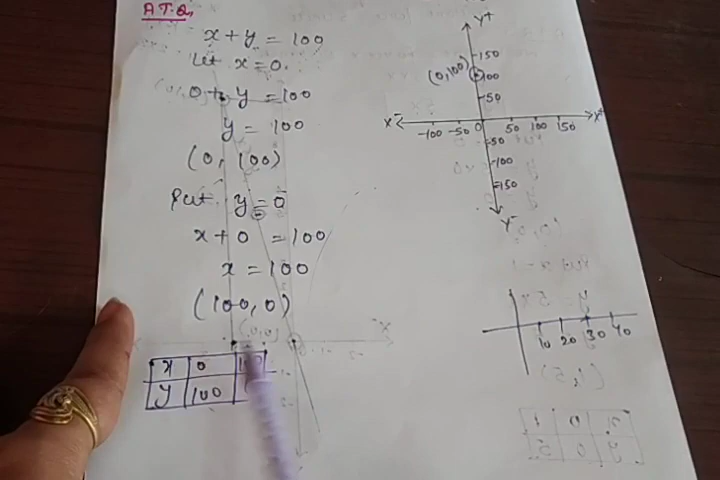 A.T.Q,
x + y = 100
Let x = 0.
0 + y = 100
y = 100
(0, 100)
Put y = 0
x + 0 = 100
x = 100
(100, 0)
x 0
y 100
Y+
150
(0,100) 100
50
X- -100 -50 0 50 100 150 X+
-50
-100
-150
Y-
10 20 30 40